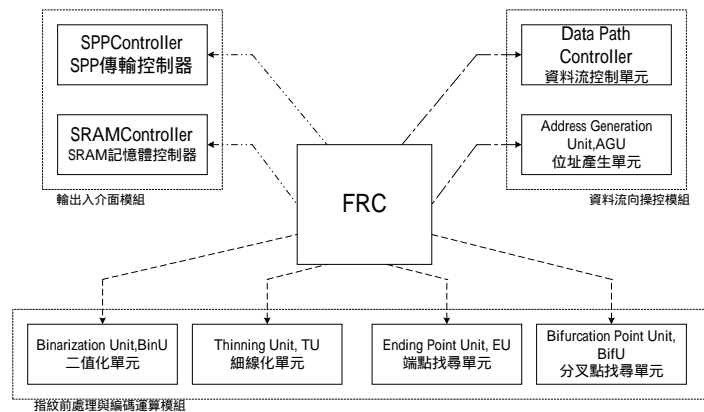 SPPController
SPP傳輸控制器
SRAMController
SRAM記憶體控制器
輸出入介面模組
Data Path
Controller
資料流控制單元
Address Generation
Unit,AGU
位址產生單元
資料流向操控模組
FRC
Binarization Unit,BinU
二值化單元
Thinning Unit, TU
細線化單元
Ending Point Unit, EU
端點找尋單元
Bifurcation Point Unit,
BifU
分叉點找尋單元
指紋前處理與編碼運算模組